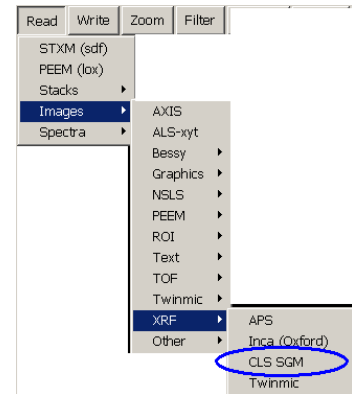 Read Write Zoom Filter
STXM (sdf)
PEEM (lox)
Stacks
Images
Spectra
AXIS
ALS-xyt
Bessy
Graphics
NSLS
PEEM
ROI
Text
TOF
Twinmic
XRF
Other
APS
Inca (Oxford)
CLS SGM
Twinmic